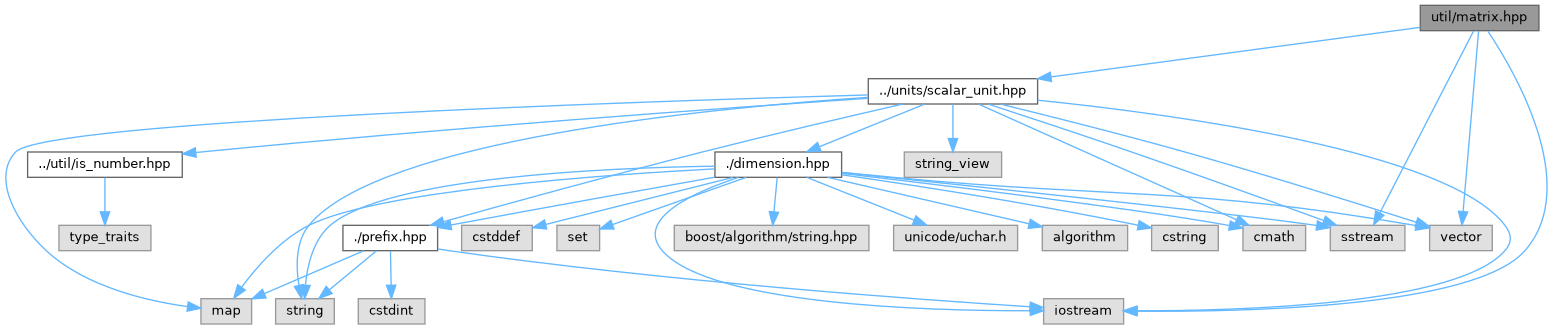 util/matrix.hpp
../units/scalar_unit.hpp
../util/is_number.hpp
./dimension.hpp
string_view
type_traits
./prefix.hpp
cstddef
set
boost/algorithm/string.hpp
unicode/uchar.h
algorithm
cstring
cmath
sstream
vector
map
string
cstdint
iostream